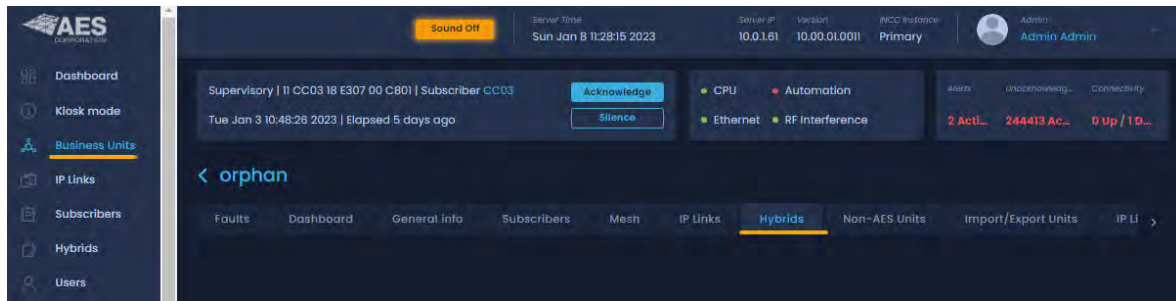 AES
CORPORATION
Sound Off
Server Time
Sun Jan 8 11:28:15 2023
Server IP
10.0.1.61
Version
10.00.01.0011
INCC Instance
Primary
Admin
Admin Admin
Dashboard
Kiosk mode
Business Units
IP Links
Subscribers
Hybrids
Users
Supervisory | 11 CC03 18 E307 00 C801 | Subscriber CC03
Tue Jan 3 10:48:26 2023 | Elapsed 5 days ago
Acknowledge
Silence
CPU
Automation
Ethernet
RF Interference
Alerts
2 Acti...
Unacknowledg...
244413 Ac...
Connectivity
0 Up / 1 D...
< orphan
Faults Dashboard General info Subscribers Mesh IP Links Hybrids Non-AES Units Import/Export Units IP Li >